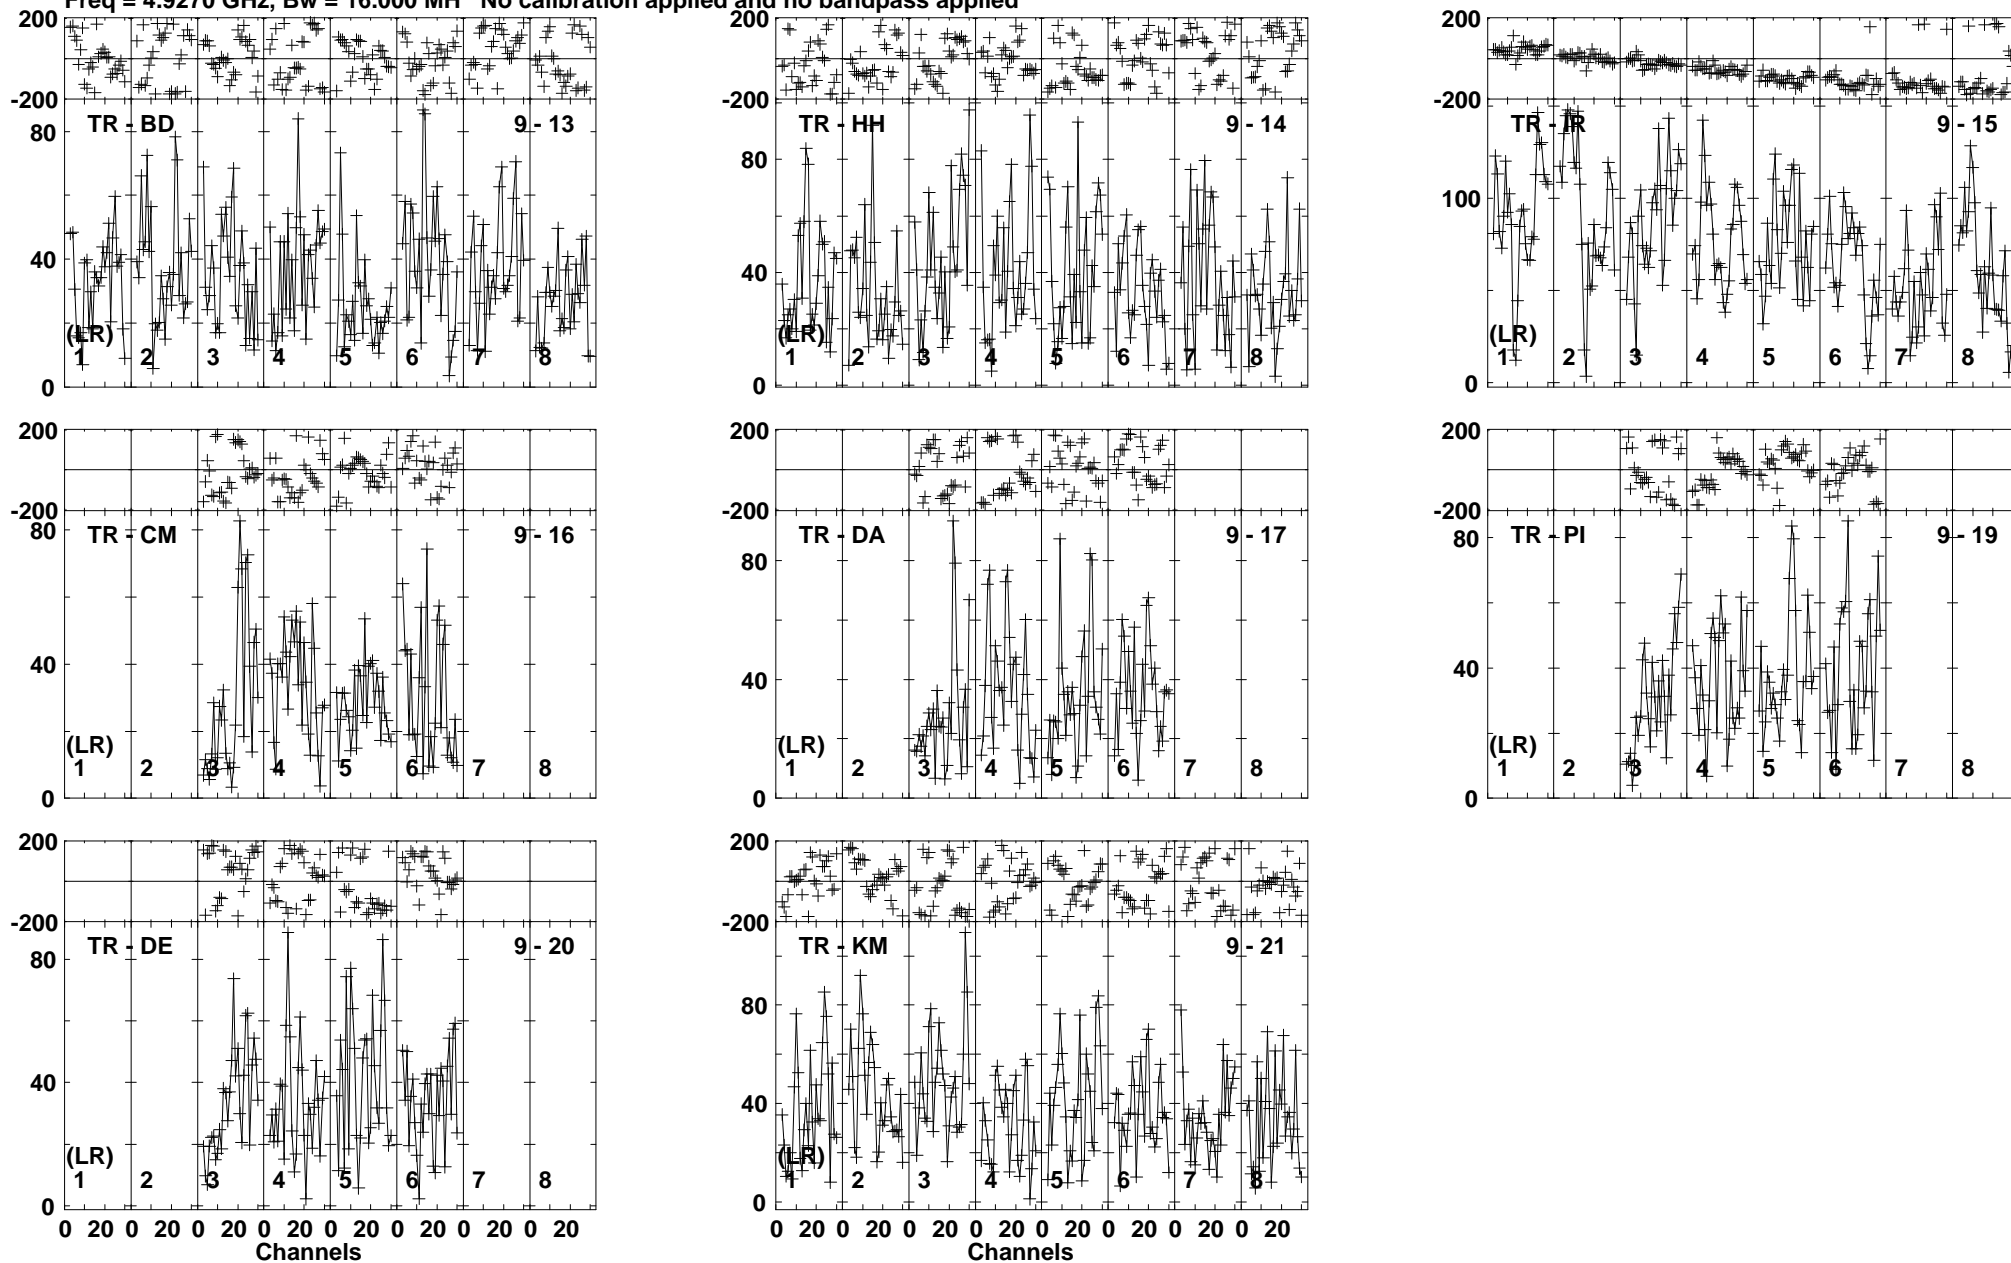 Freq = 4.9270 GHz, Bw = 16.000 MH No calibration applied and no bandpass applied
200 200 200
-200 -200 -200
TR - BD 9 - 13 TR - HH 9 - 14 TR - IR 9 - 15
80 80
100
40 40
(LR) (LR) (LR)
1 2 3 4 5 6 7 8 1 2 3 4 5 6 7 8 1 2 3 4 5 6 7 8
0 0 0
200 200 200
-200 -200 -200
TR - CM 9 - 16 TR - DA 9 - 17 TR - PI 9 - 19
80 80 80
40 40 40
(LR) (LR) (LR)
1 2 3 4 5 6 7 8 1 2 3 4 5 6 7 8 1 2 3 4 5 6 7 8
0 0 0
200 200
-200 -200
TR - DE 9 - 20 TR - KM 9 - 21
80 80
40 40
(LR) (LR)
1 2 3 4 5 6 7 8 1 2 3 4 5 6 7 8
0 0
0 20 0 20 0 20 0 20 0 20 0 20 0 20 0 20 0 20 0 20 0 20 0 20 0 20 0 20 0 20 0 20
Channels Channels